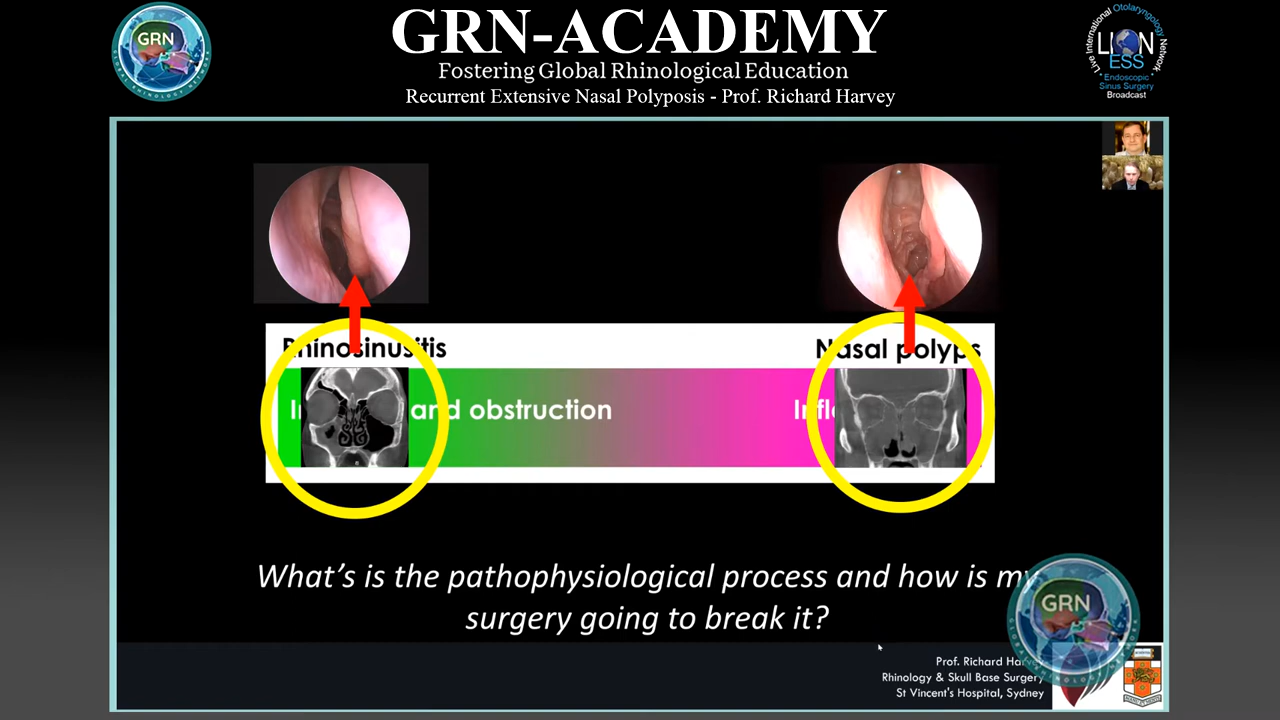 GRN
GRN-ACADEMY
Fostering Global Rhinological Education
Recurrent Extensive Nasal Polyposis - Prof. Richard Harvey
Live International Otolaryngology Network
LION
ESS
Endoscopic
Sinus Surgery
Broadcast
Rhinosinusitis
Nasal polyps
and obstruction
What's is the pathophysiological process and how is my
surgery going to break it?
GRN
Prof. Richard Harvey
Rhinology & Skull Base Surgery
St Vincent's Hospital, Sydney